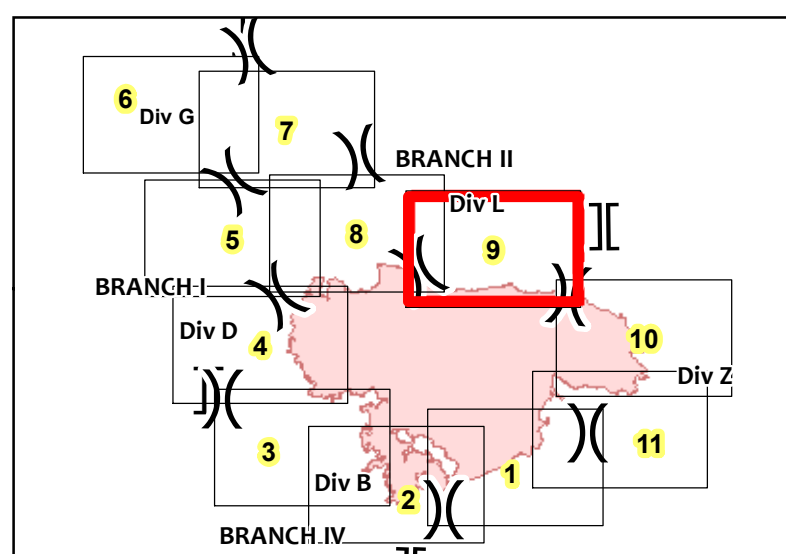 6
Div G
7
BRANCH II
Div L
5
8
9
BRANCH I
Div D
4
10
Div Z
3
11
1
Div B
2
BRANCH IV